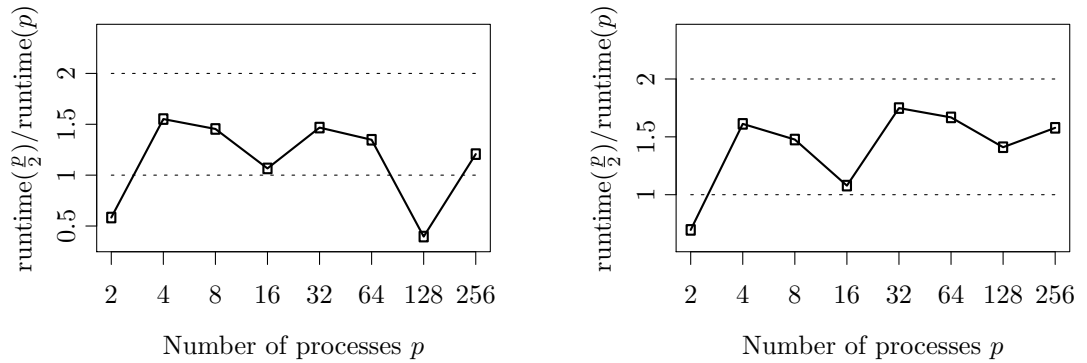 runtime(p/2)/runtime(p)
2
1.5
1
0.5
2 4 8 16 32 64 128 256
Number of processes p
runtime(p/2)/runtime(p)
2
1.5
1
2 4 8 16 32 64 128 256
Number of processes p